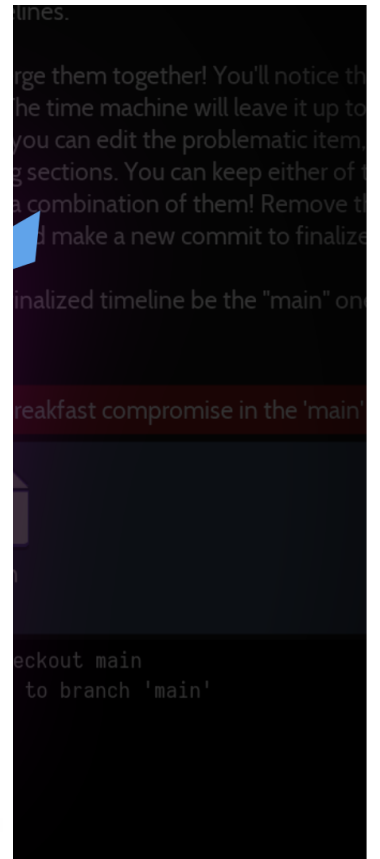 elines.
rge them together! You'll notice th
he time machine will leave it up to
you can edit the problematic item,
g sections. You can keep either of t
a combination of them! Remove th
d make a new commit to finalize
inalized timeline be the "main" one
reakfast compromise in the 'main'
n
eckout main
to branch 'main'